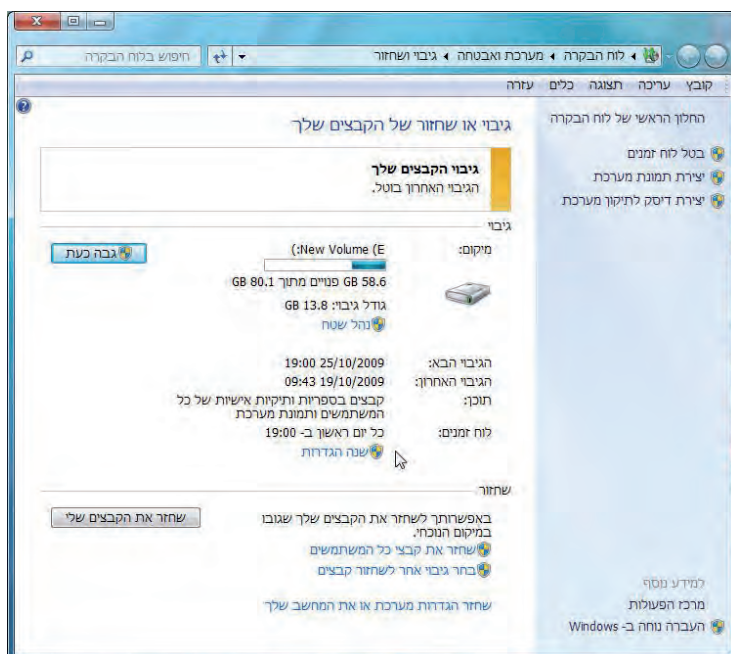 לוח הבקרה ◂ מערכת ואבטחה ◂ גיבוי ושחזור
חיפוש בלוח הבקרה
קובץ עריכה תצוגה כלים עזרה
החלון הראשי של לוח הבקרה
בטל לוח זמנים
יצירת תמונת מערכת
יצירת דיסק לתיקון מערכת
גיבוי או שחזור של הקבצים שלך
גיבוי הקבצים שלך
הגיבוי האחרון בוטל.
גיבוי
מיקום: New Volume (E:)
גבה כעת
58.6 GB פנויים מתוך 80.1 GB
גודל גיבוי: 13.8 GB
נהל שטח
הגיבוי הבא: 25/10/2009 19:00
הגיבוי האחרון: 19/10/2009 09:43
תוכן: קבצים בספריות ותיקיות אישיות של כל
המשתמשים ותמונת מערכת
לוח זמנים: כל יום ראשון ב- 19:00
שנה הגדרות
שחזור
באפשרותך לשחזר את הקבצים שלך שגובו
במיקום הנוכחי.
שחזר את הקבצים שלי
שחזר את קבצי כל המשתמשים
בחר גיבוי אחר לשחזור קבצים
שחזר הגדרות מערכת או את המחשב שלך
למידע נוסף
מרכז הפעולות
העברה נוחה ב- Windows